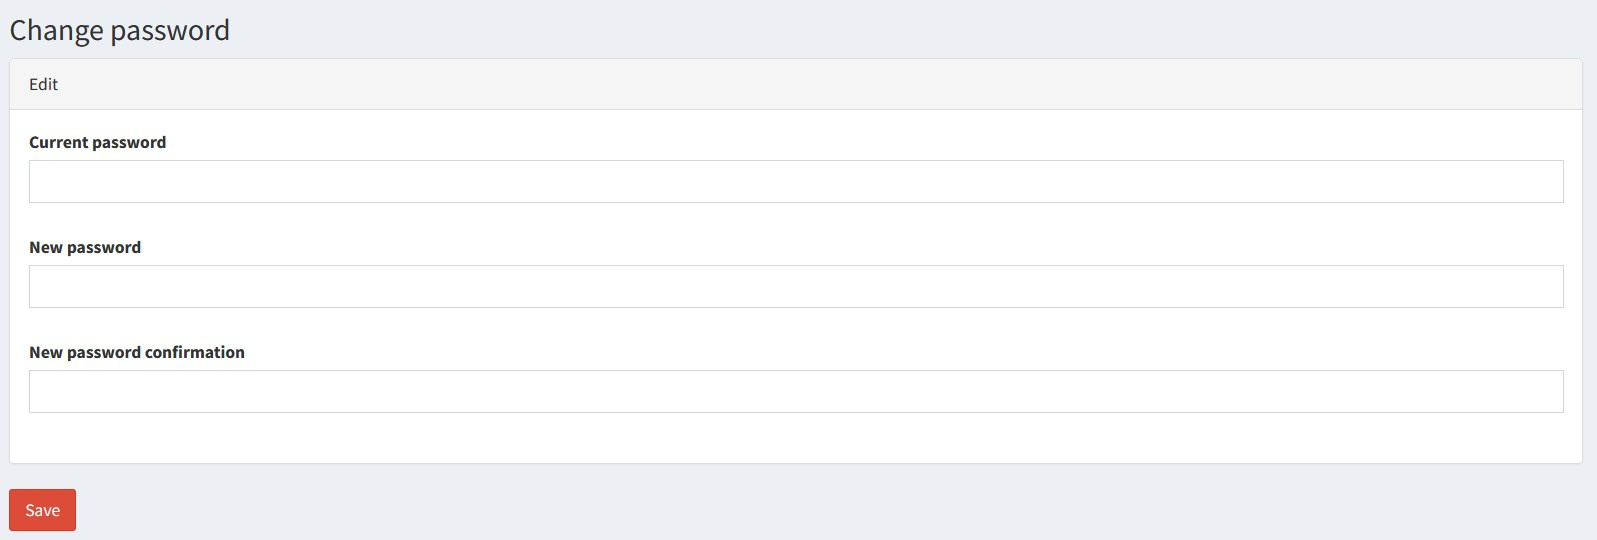 Change password
Edit
Current password
New password
New password confirmation
Save